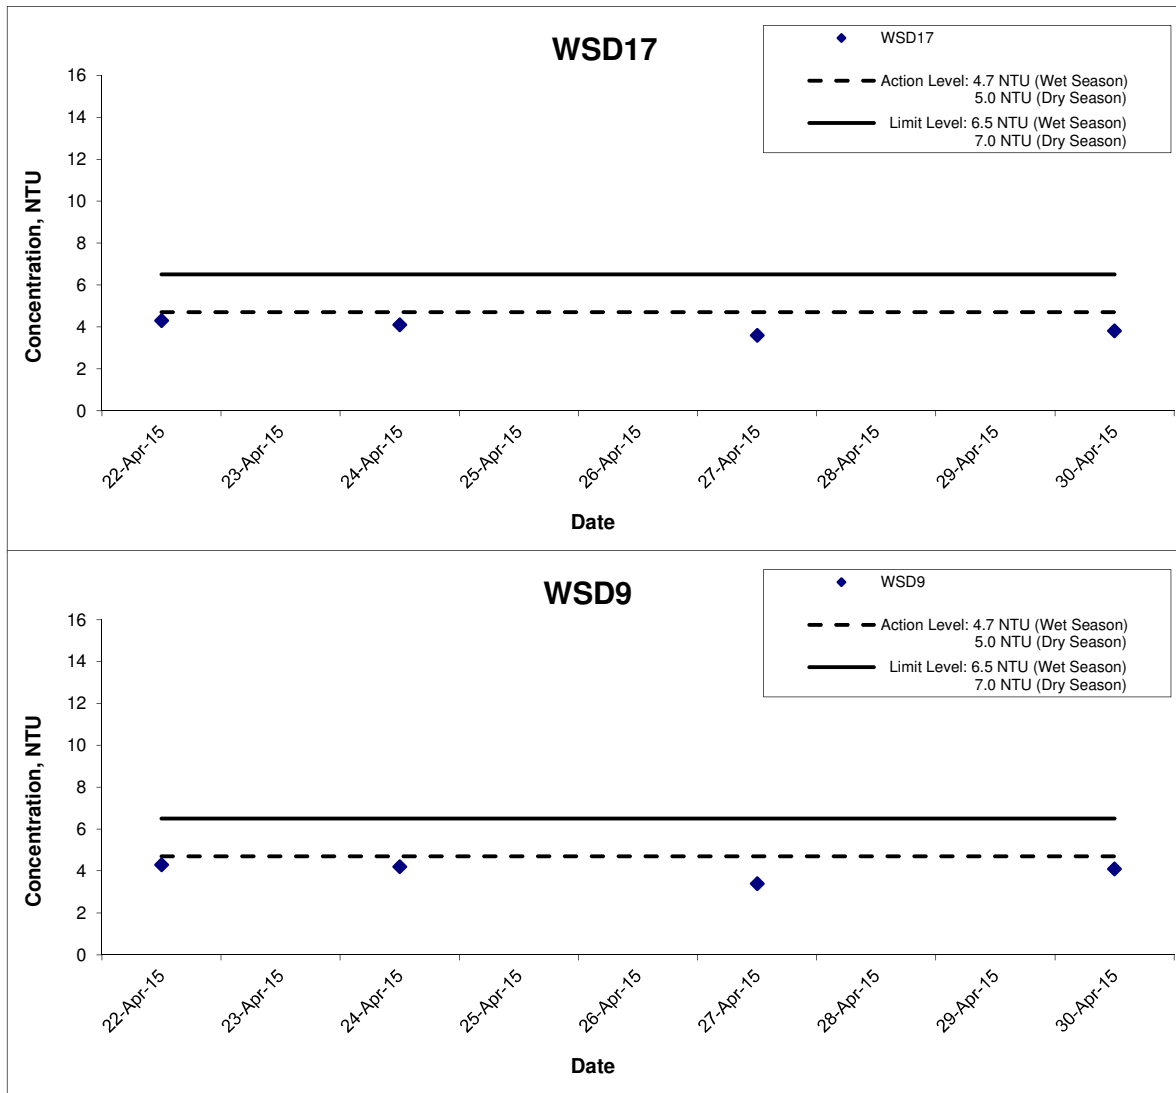 WSD17
WSD17
Action Level: 4.7 NTU (Wet Season)
5.0 NTU (Dry Season)
Limit Level: 6.5 NTU (Wet Season)
7.0 NTU (Dry Season)
Concentration, NTU
16
14
12
10
8
6
4
2
0
22-Apr-15
23-Apr-15
24-Apr-15
25-Apr-15
26-Apr-15
27-Apr-15
28-Apr-15
29-Apr-15
30-Apr-15
Date
WSD9
WSD9
Action Level: 4.7 NTU (Wet Season)
5.0 NTU (Dry Season)
Limit Level: 6.5 NTU (Wet Season)
7.0 NTU (Dry Season)
Concentration, NTU
16
14
12
10
8
6
4
2
0
22-Apr-15
23-Apr-15
24-Apr-15
25-Apr-15
26-Apr-15
27-Apr-15
28-Apr-15
29-Apr-15
30-Apr-15
Date